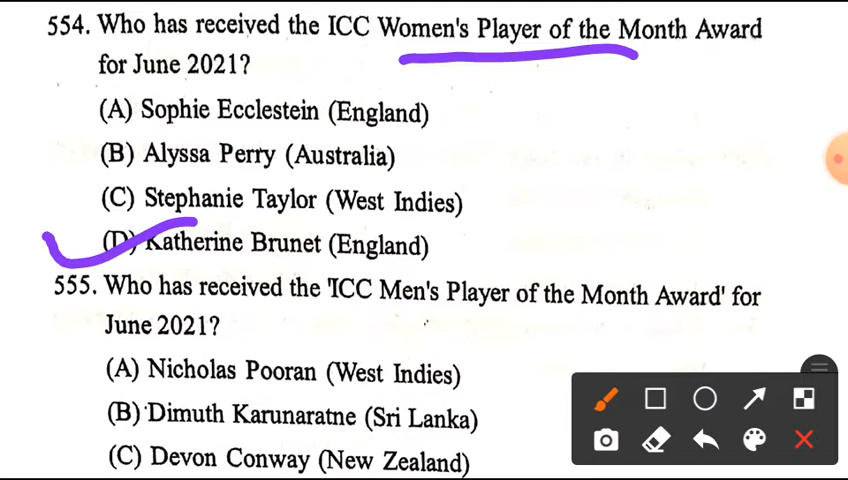 554. Who has received the ICC Women's Player of the Month Award
for June 2021?
(A) Sophie Ecclestein (England)
(B) Alyssa Perry (Australia)
(C) Stephanie Taylor (West Indies)
(D) Katherine Brunet (England)
555. Who has received the 'ICC Men's Player of the Month Award' for
June 2021?
(A) Nicholas Pooran (West Indies)
(B) Dimuth Karunaratne (Sri Lanka)
(C) Devon Conway (New Zealand)